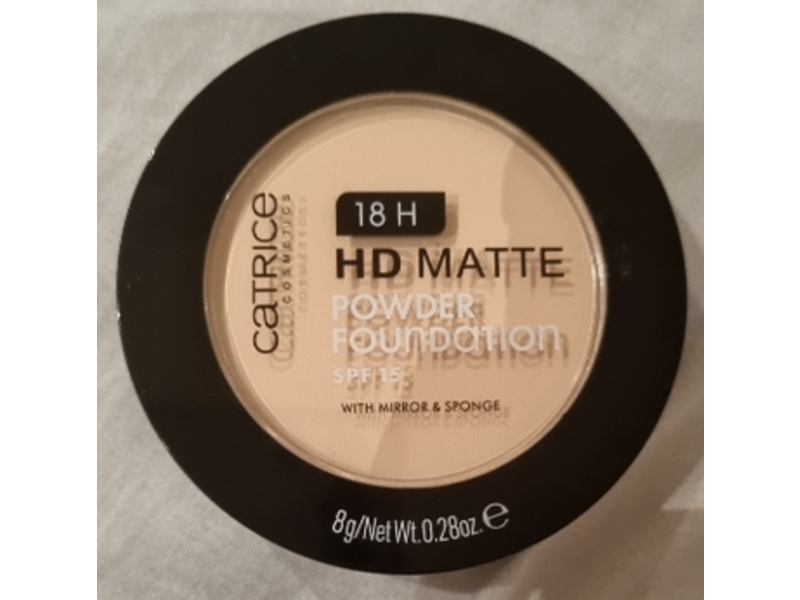 CATRICE
COSMETICS
18 H
HD MATTE
POWDER
FOUNDATION
SPF 15
WITH MIRROR & SPONGE
8g/Net Wt. 0.28oz. ℮